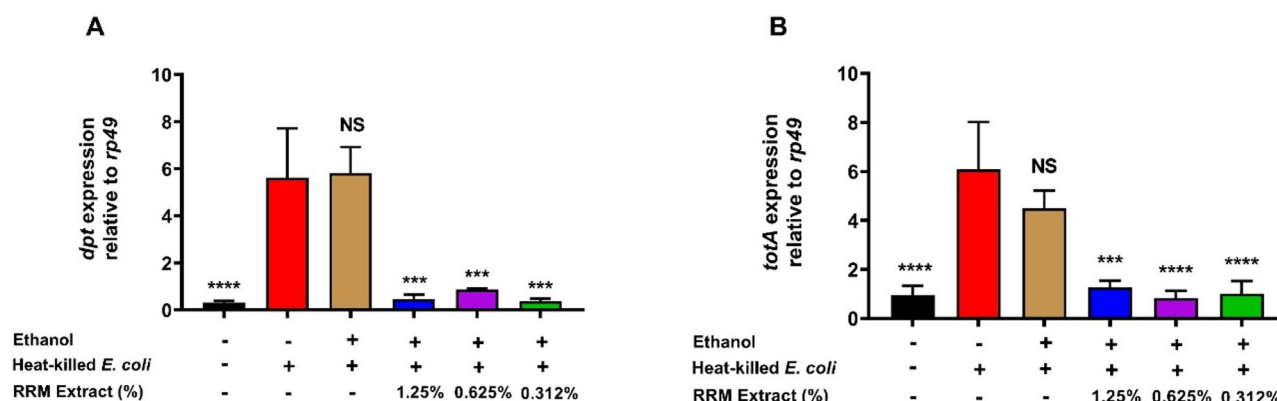 A
dpt expression
relative to rp49
10
8
6
4
2
0
NS
**** *** *** ***
Ethanol - - + + + +
Heat-killed E. coli - + + + + +
RRM Extract (%) - - - 1.25% 0.625% 0.312%
B
totA expression
relative to rp49
10
8
6
4
2
0
NS
**** *** **** ****
Ethanol - - + + + +
Heat-killed E. coli - + + + + +
RRM Extract (%) - - - 1.25% 0.625% 0.312%